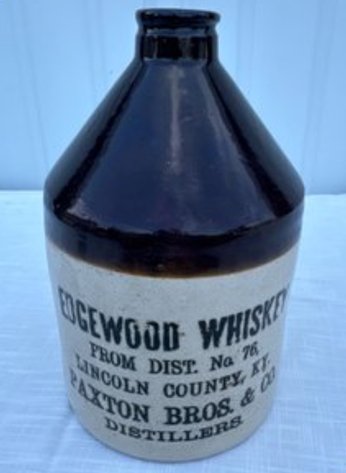 EDGEWOOD WHISKEY
FROM DIST. No 76,
LINCOLN COUNTY, KY.
PAXTON BROS. & CO.
DISTILLERS.